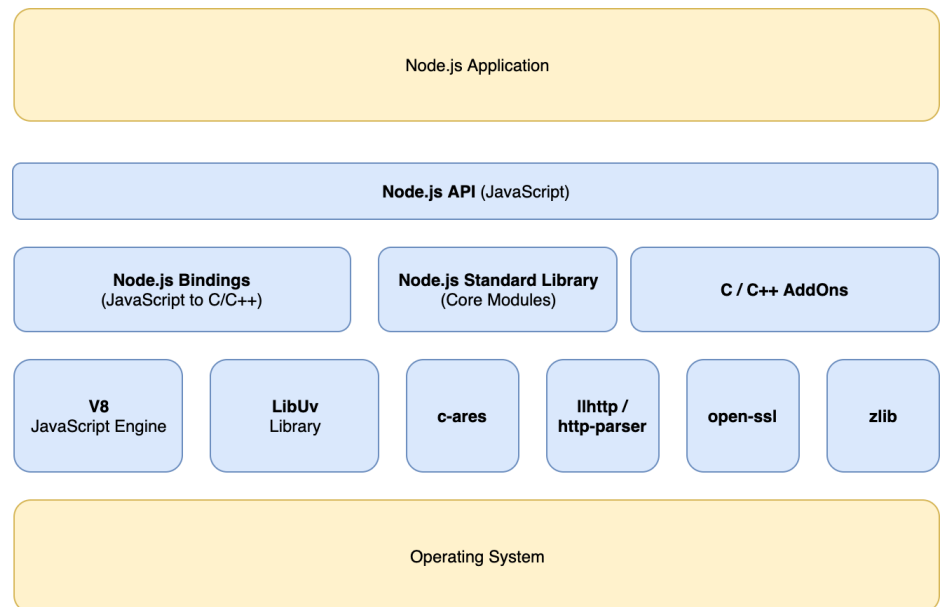 Node.js Application
Node.js API (JavaScript)
Node.js Bindings
(JavaScript to C/C++)
Node.js Standard Library
(Core Modules)
C / C++ AddOns
V8
JavaScript Engine
LibUv
Library
c-ares
llhttp /
http-parser
open-ssl
zlib
Operating System